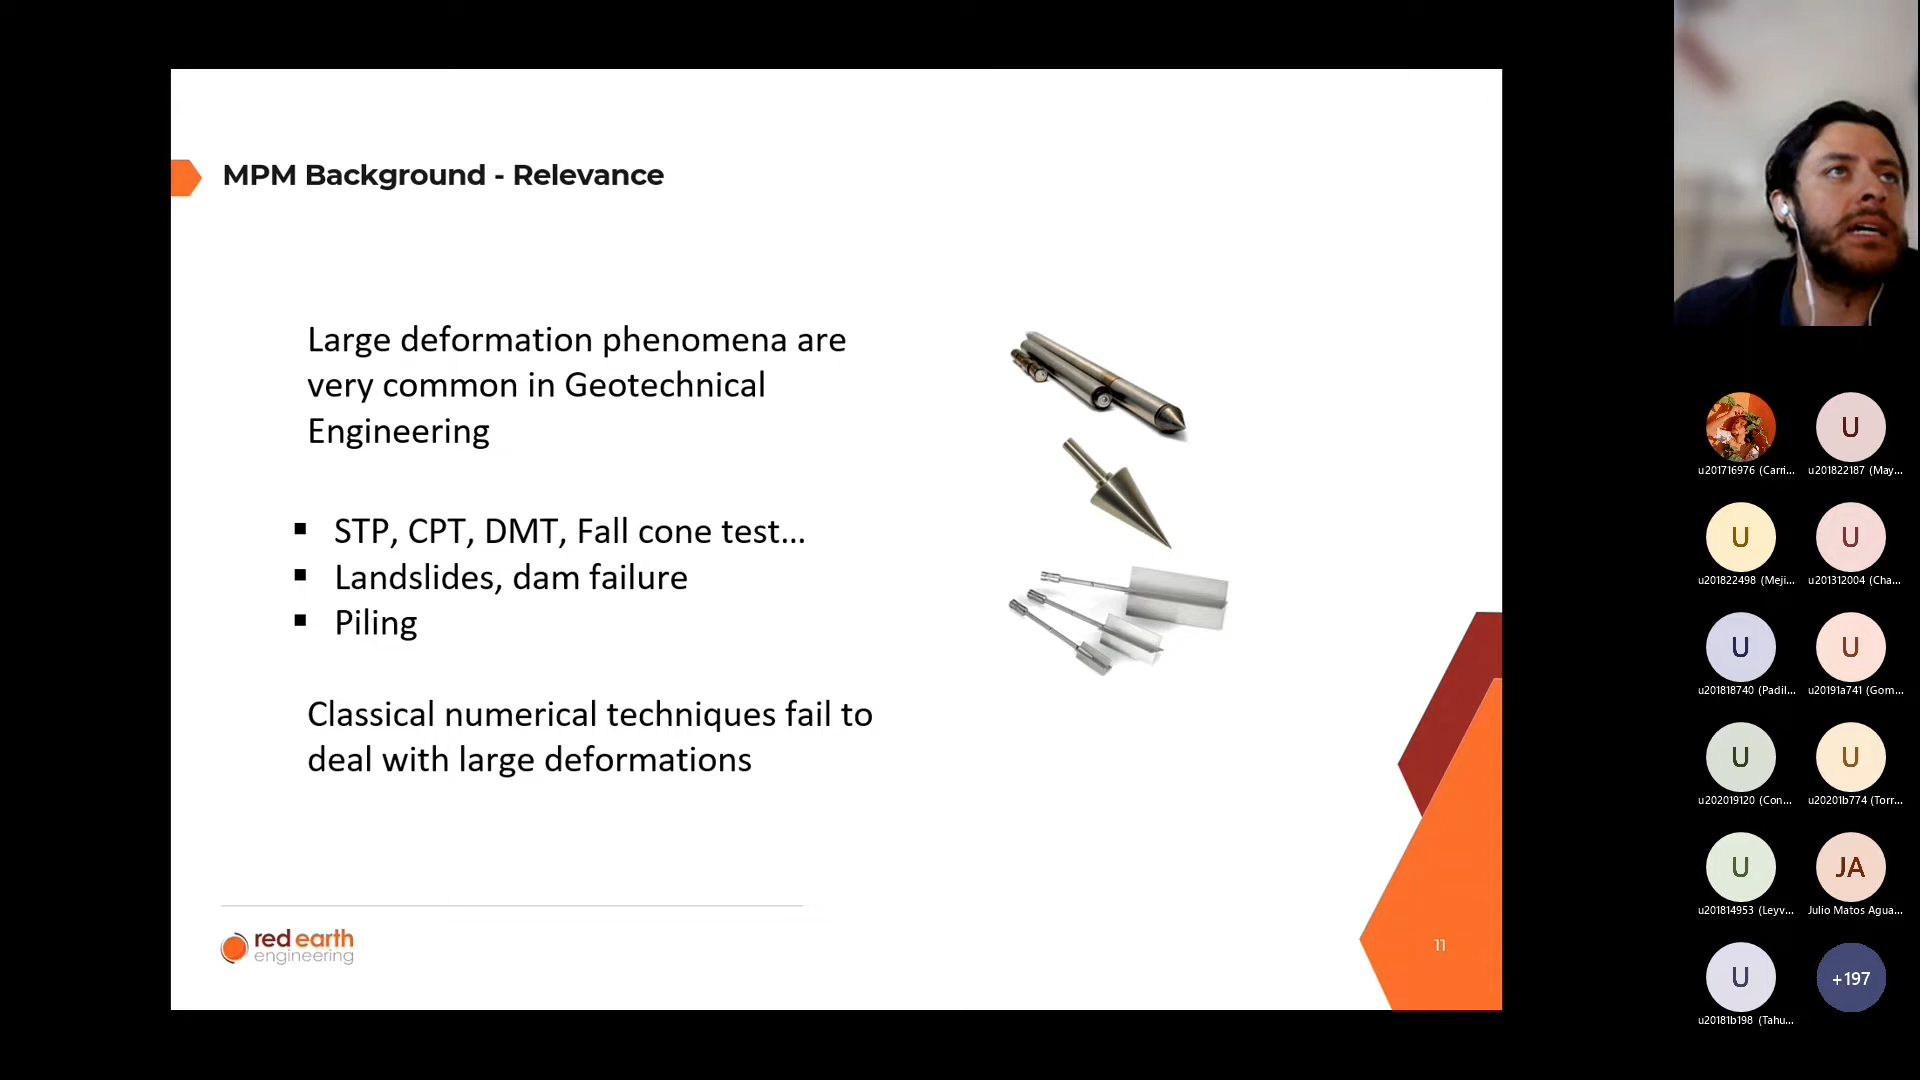 MPM Background - Relevance
Large deformation phenomena are
very common in Geotechnical
Engineering
▪ STP, CPT, DMT, Fall cone test...
▪ Landslides, dam failure
▪ Piling
Classical numerical techniques fail to
deal with large deformations
red earth
engineering
11
u201716976 (Carri...
U
u201822187 (May...
U
u201822498 (Meji...
U
u201312004 (Cha...
U
u201818740 (Padil...
U
u20191a741 (Gom...
U
u202019120 (Con...
U
u20201b774 (Torr...
U
u201814953 (Leyv...
JA
Julio Matos Agua...
U
u20181b198 (Tahu...
+197